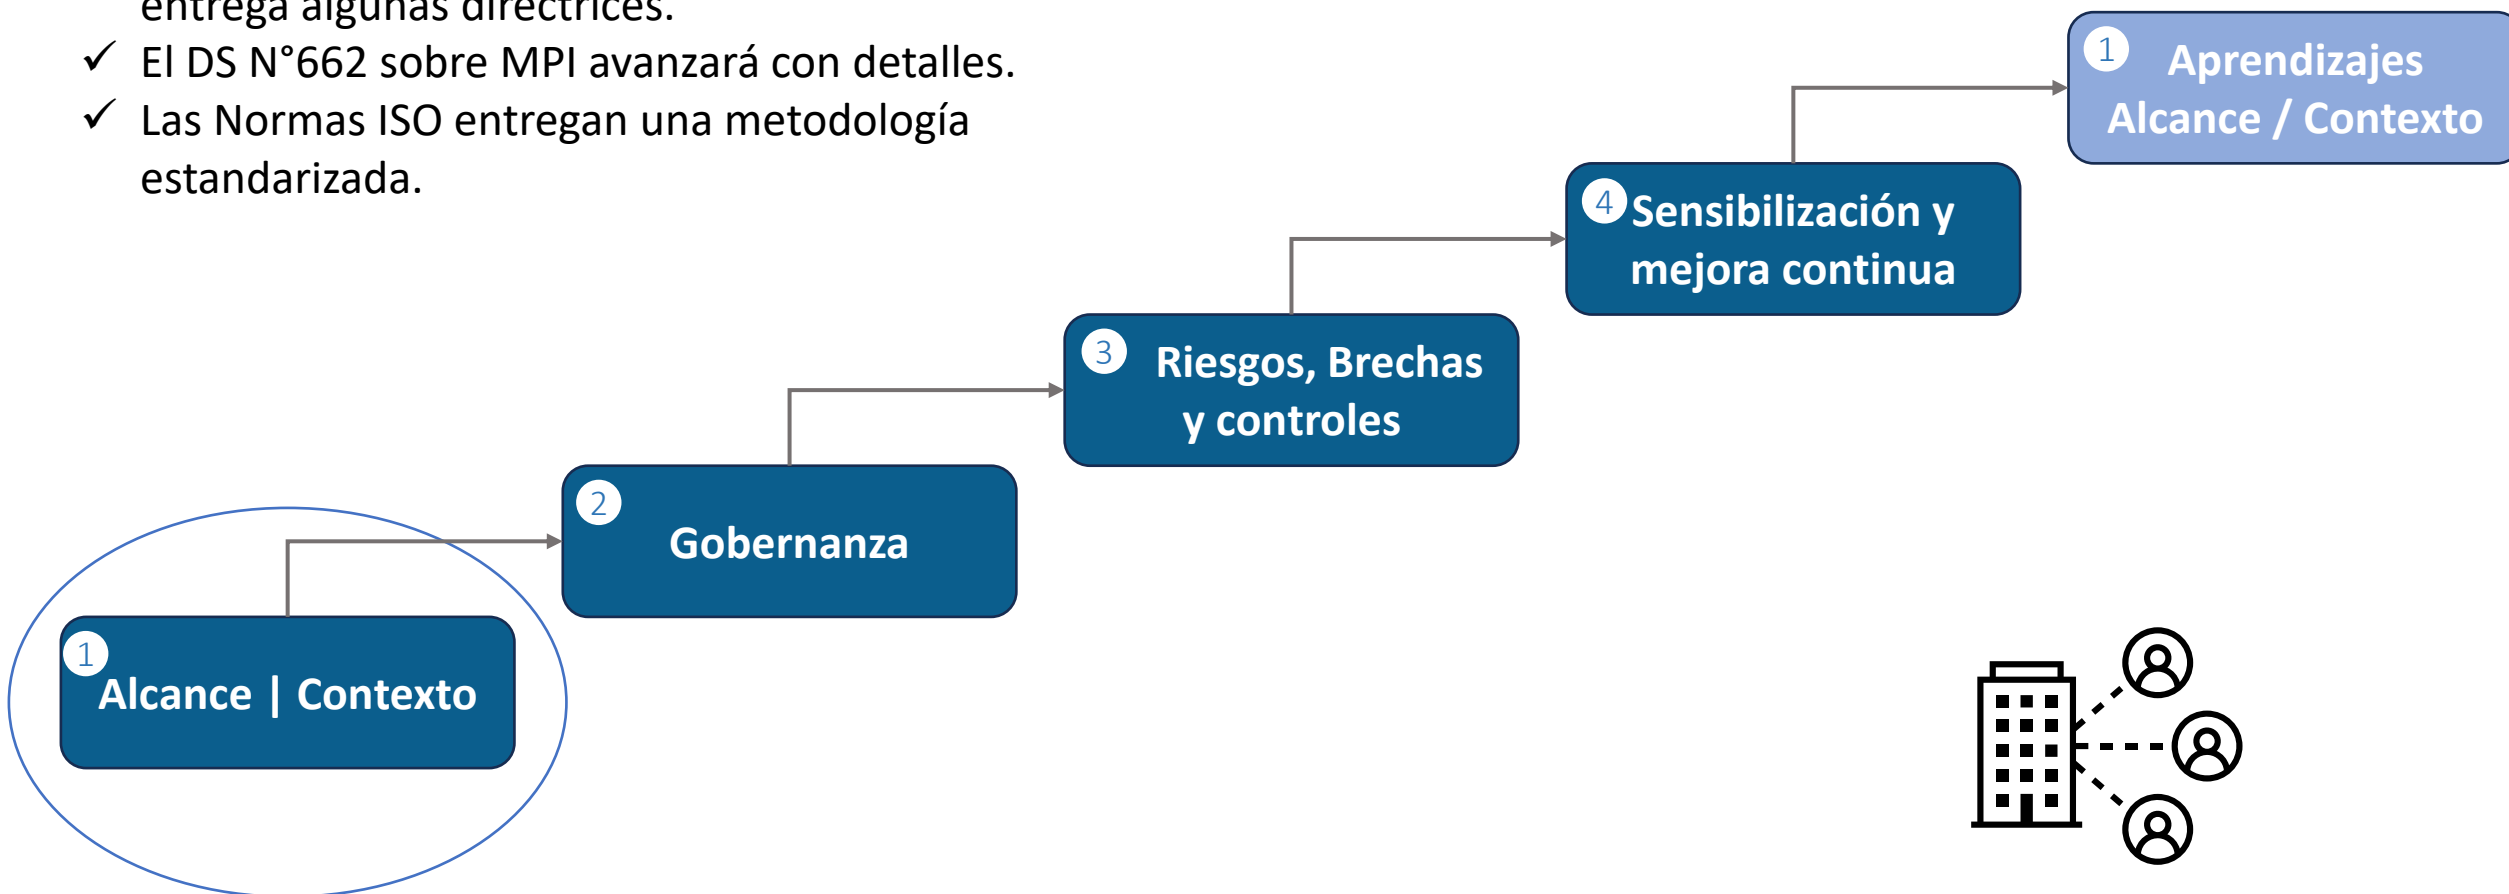 entrega algunas directrices.
✓ El DS N°662 sobre MPI avanzará con detalles.
✓ Las Normas ISO entregan una metodología
estandarizada.
1 Aprendizajes
Alcance / Contexto
4 Sensibilización y
mejora continua
3 Riesgos, Brechas
y controles
2
Gobernanza
1
Alcance | Contexto